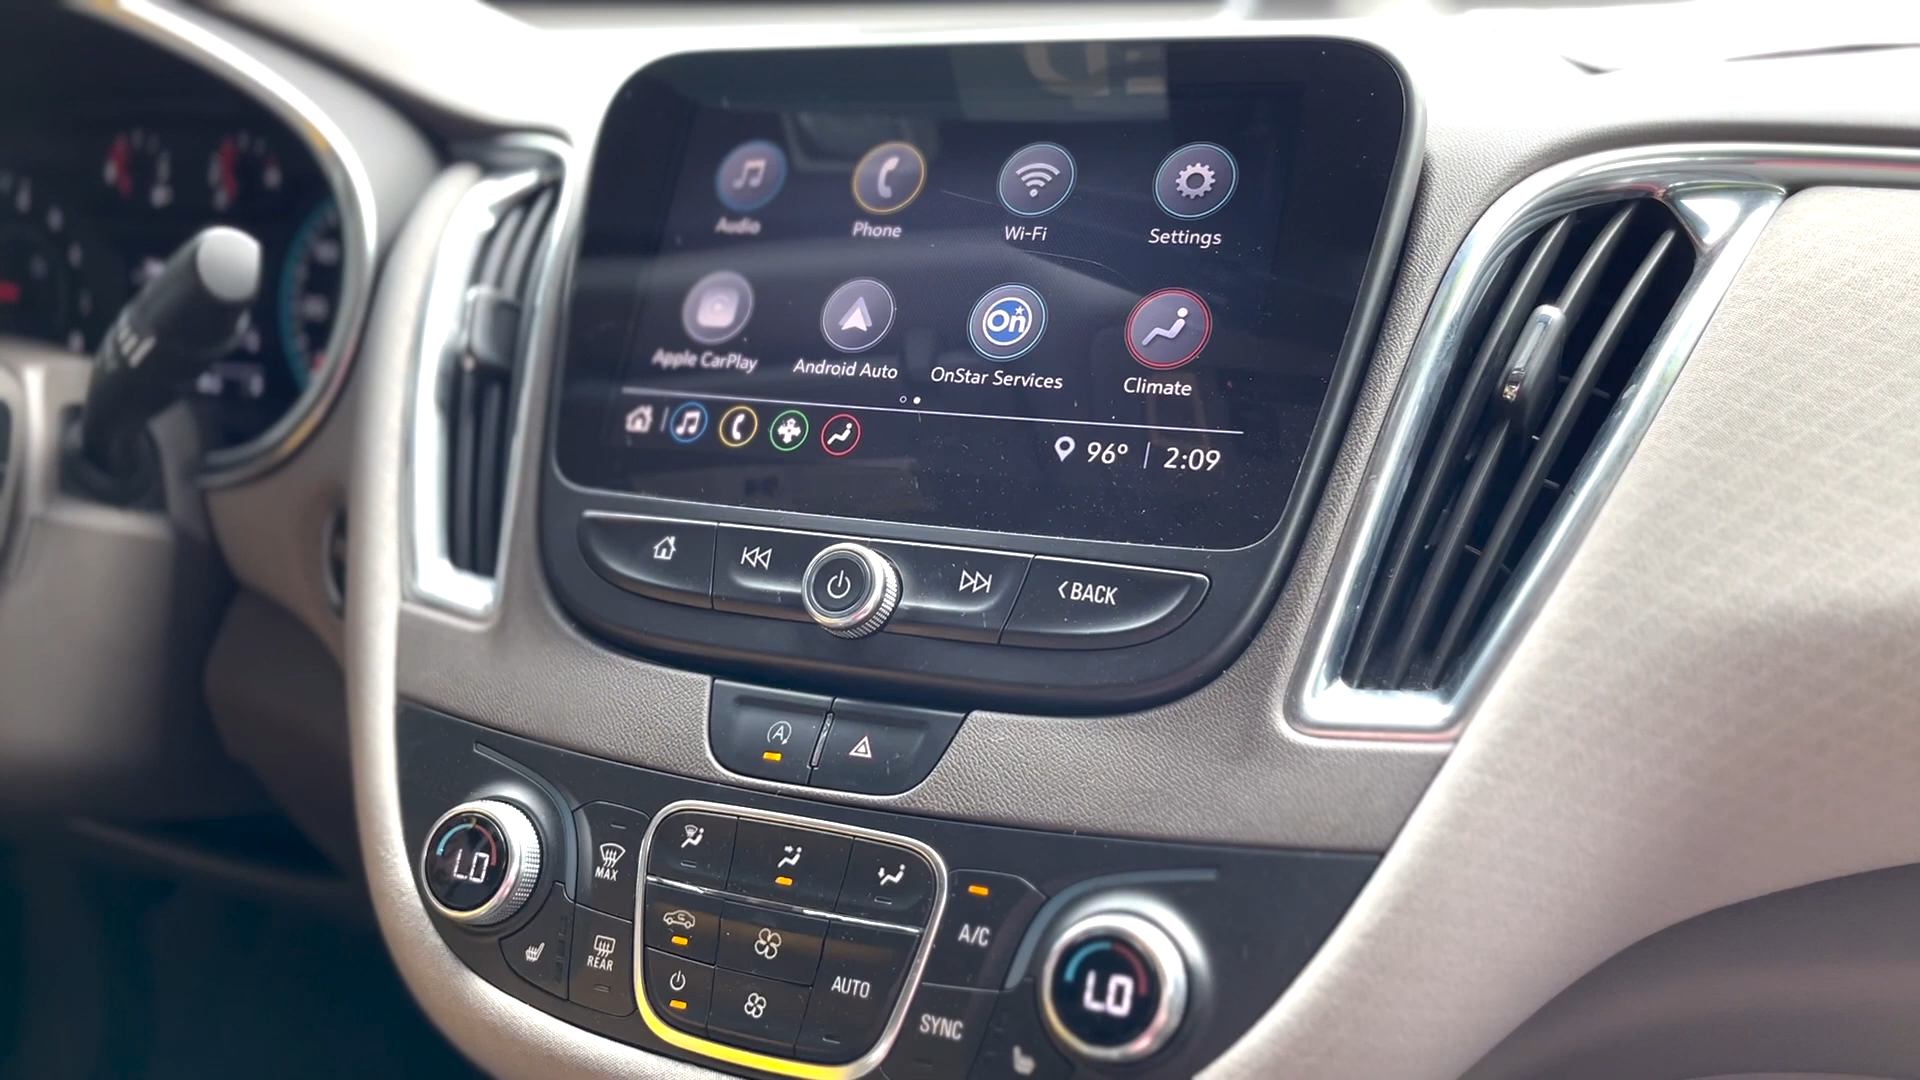 Audio
Phone
Wi-Fi
Settings
Apple CarPlay
Android Auto
On
OnStar Services
Climate
96° | 2:09
BACK
A
LO
MAX
REAR
A/C
AUTO
SYNC
LO